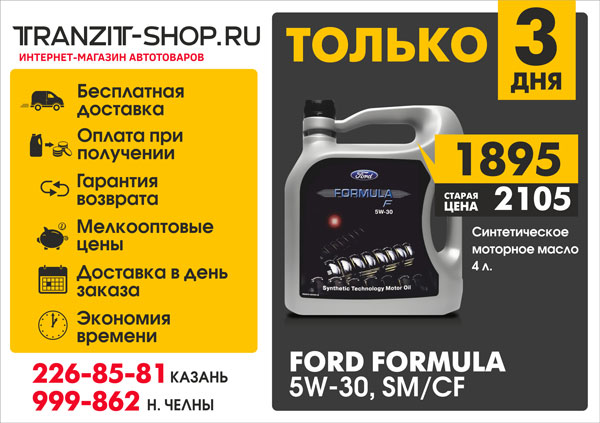 TRANZIT-SHOP.RU
ИНТЕРНЕТ-МАГАЗИН АВТОТОВАРОВ
Бесплатная
доставка
Оплата при
получении
Гарантия
возврата
Мелкооптовые
цены
Доставка в день
заказа
Экономия
времени
226-85-81 КАЗАНЬ
999-862 Н. ЧЕЛНЫ
ТОЛЬКО 3
ДНЯ
Ford
FORMULA
F
5W-30
Synthetic Technology Motor Oil
1895
СТАРАЯ
ЦЕНА 2105
Синтетическое
моторное масло
4 л.
FORD FORMULA
5W-30, SM/CF